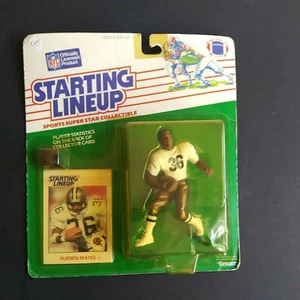 Officially
Licensed
Product
STARTING
LINEUP
SPORTS SUPER STAR COLLECTIBLE
PLAYER STATISTICS
ON THE BACK OF
COLLECTOR CARD
36
STARTING
LINEUP
36
RUEBEN MAYES